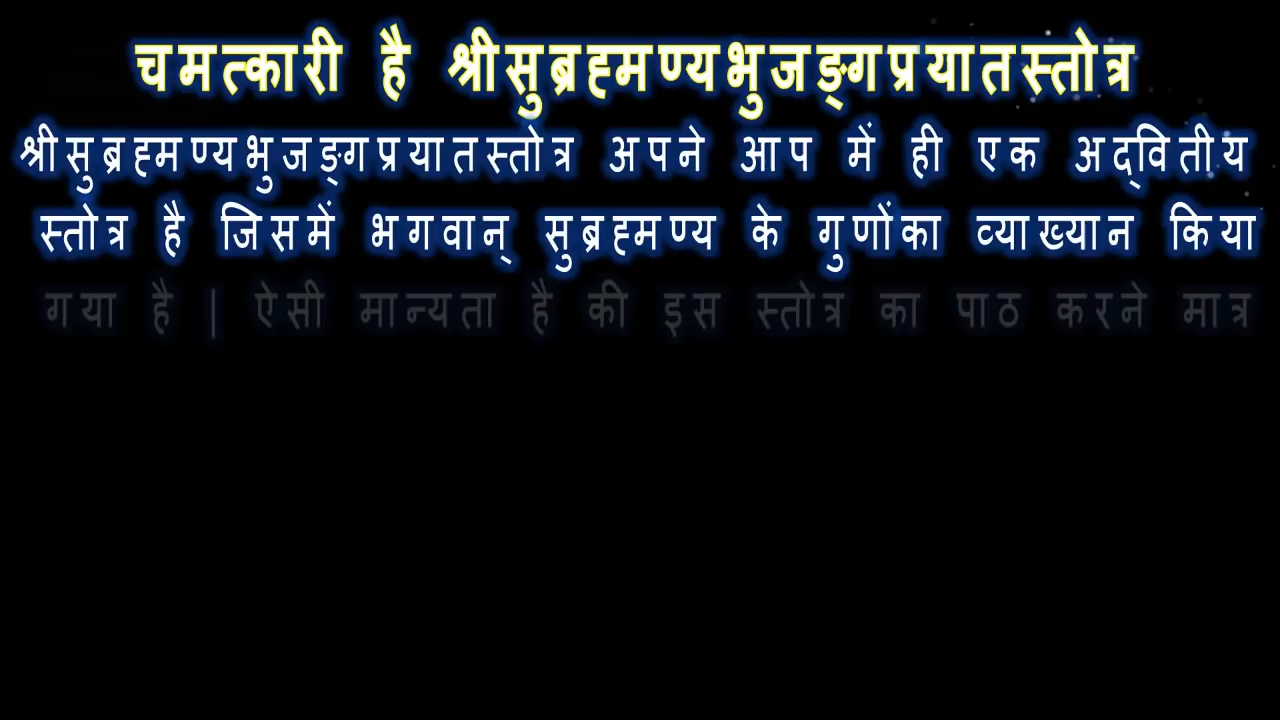 चमत्कारी है श्रीसुब्रह्मण्यभुजङ्गप्रयातस्तोत्र
श्रीसुब्रह्मण्यभुजङ्गप्रयातस्तोत्र अपने आप में ही एक अद्वितीय
स्तोत्र है जिसमें भगवान् सुब्रह्मण्य के गुणोंका व्याख्यान किया
गया है | ऐसी मान्यता है की इस स्तोत्र का पाठ करने मात्र